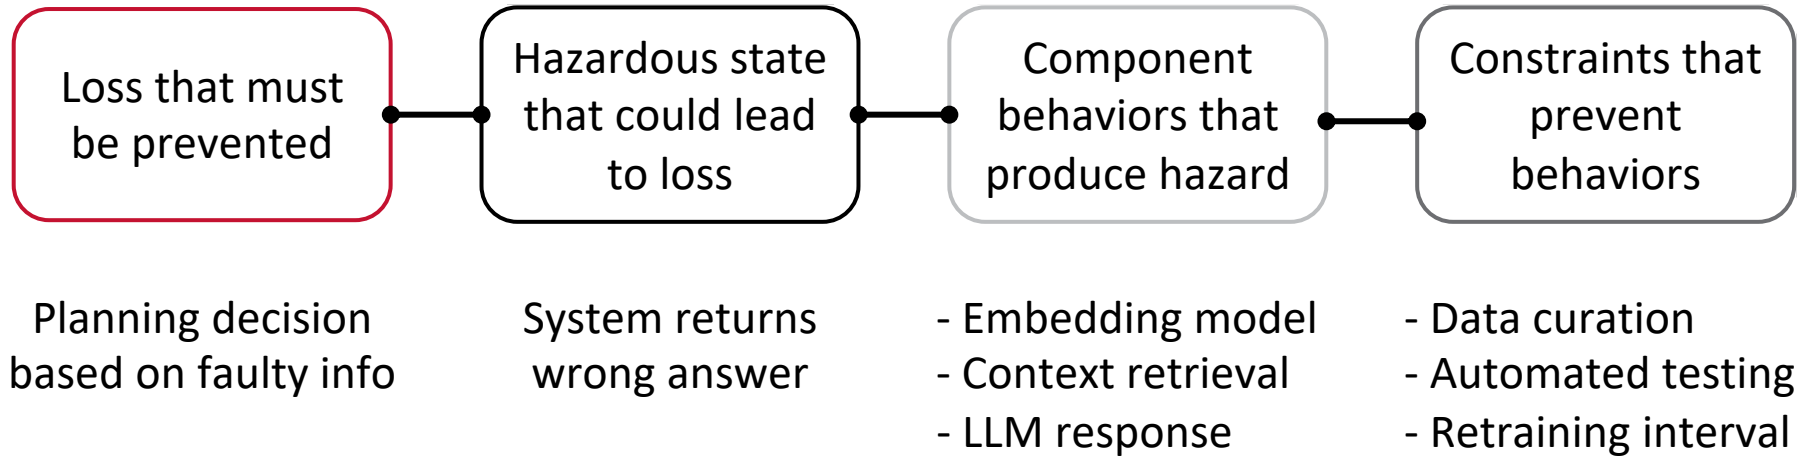 Loss that must
be prevented
Hazardous state
that could lead
to loss
Component
behaviors that
produce hazard
Constraints that
prevent
behaviors
Planning decision
based on faulty info
System returns
wrong answer
- Embedding model
- Context retrieval
- LLM response
- Data curation
- Automated testing
- Retraining interval